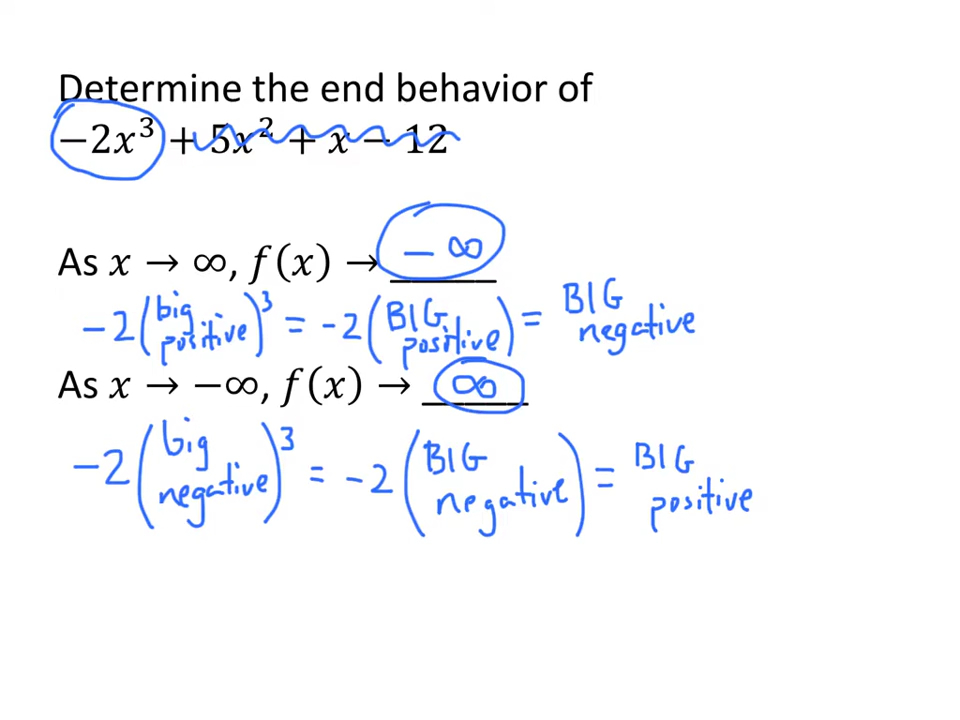 Determine the end behavior of
−2x³ + 5x² + x − 12
As x → ∞, f(x) → − ∞
−2(big positive)³ = −2(BIG positive) = BIG negative
As x → −∞, f(x) → ∞
−2(big negative)³ = −2(BIG negative) = BIG positive